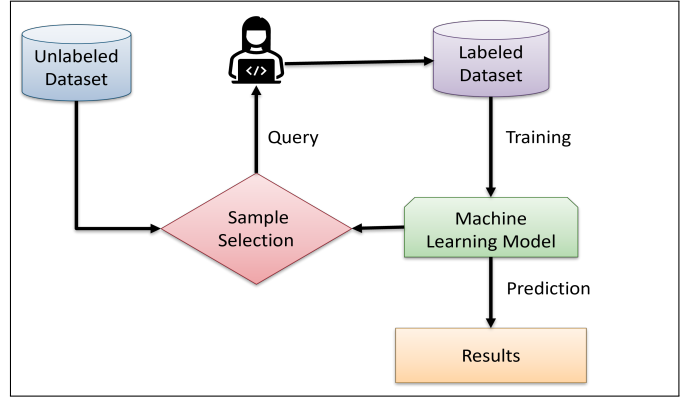 Unlabeled
Dataset
</>
Labeled
Dataset
Query
Training
Sample
Selection
Machine
Learning Model
Prediction
Results